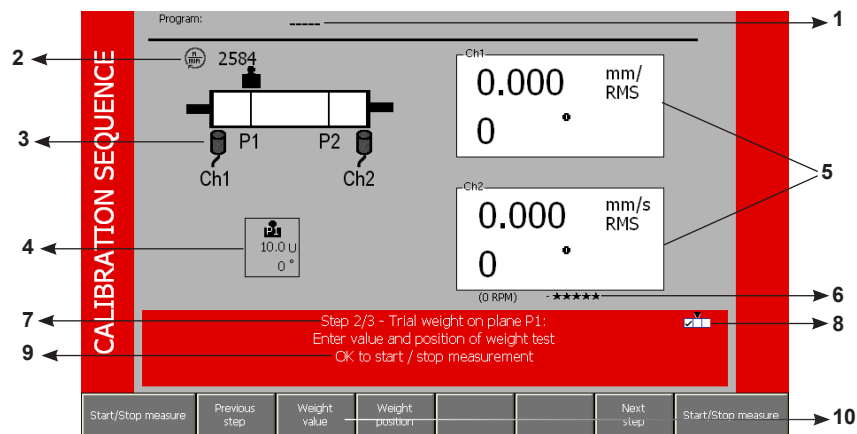 Program: -----
1
2
n/min 2584
CALIBRATION SEQUENCE
3
P1 P2
Ch1 Ch2
Ch1
0.000 mm/
RMS
0 °
5
Ch2
0.000 mm/s
RMS
0 °
4
P1
10.0 U
0 °
(0 RPM) - ★★★★★
6
7
Step 2/3 - Trial weight on plane P1:
8
Enter value and position of weight test
9
OK to start / stop measurement
Start/Stop measure
Previous
step
Weight
value
Weight
position
Next
step
Start/Stop measure
10